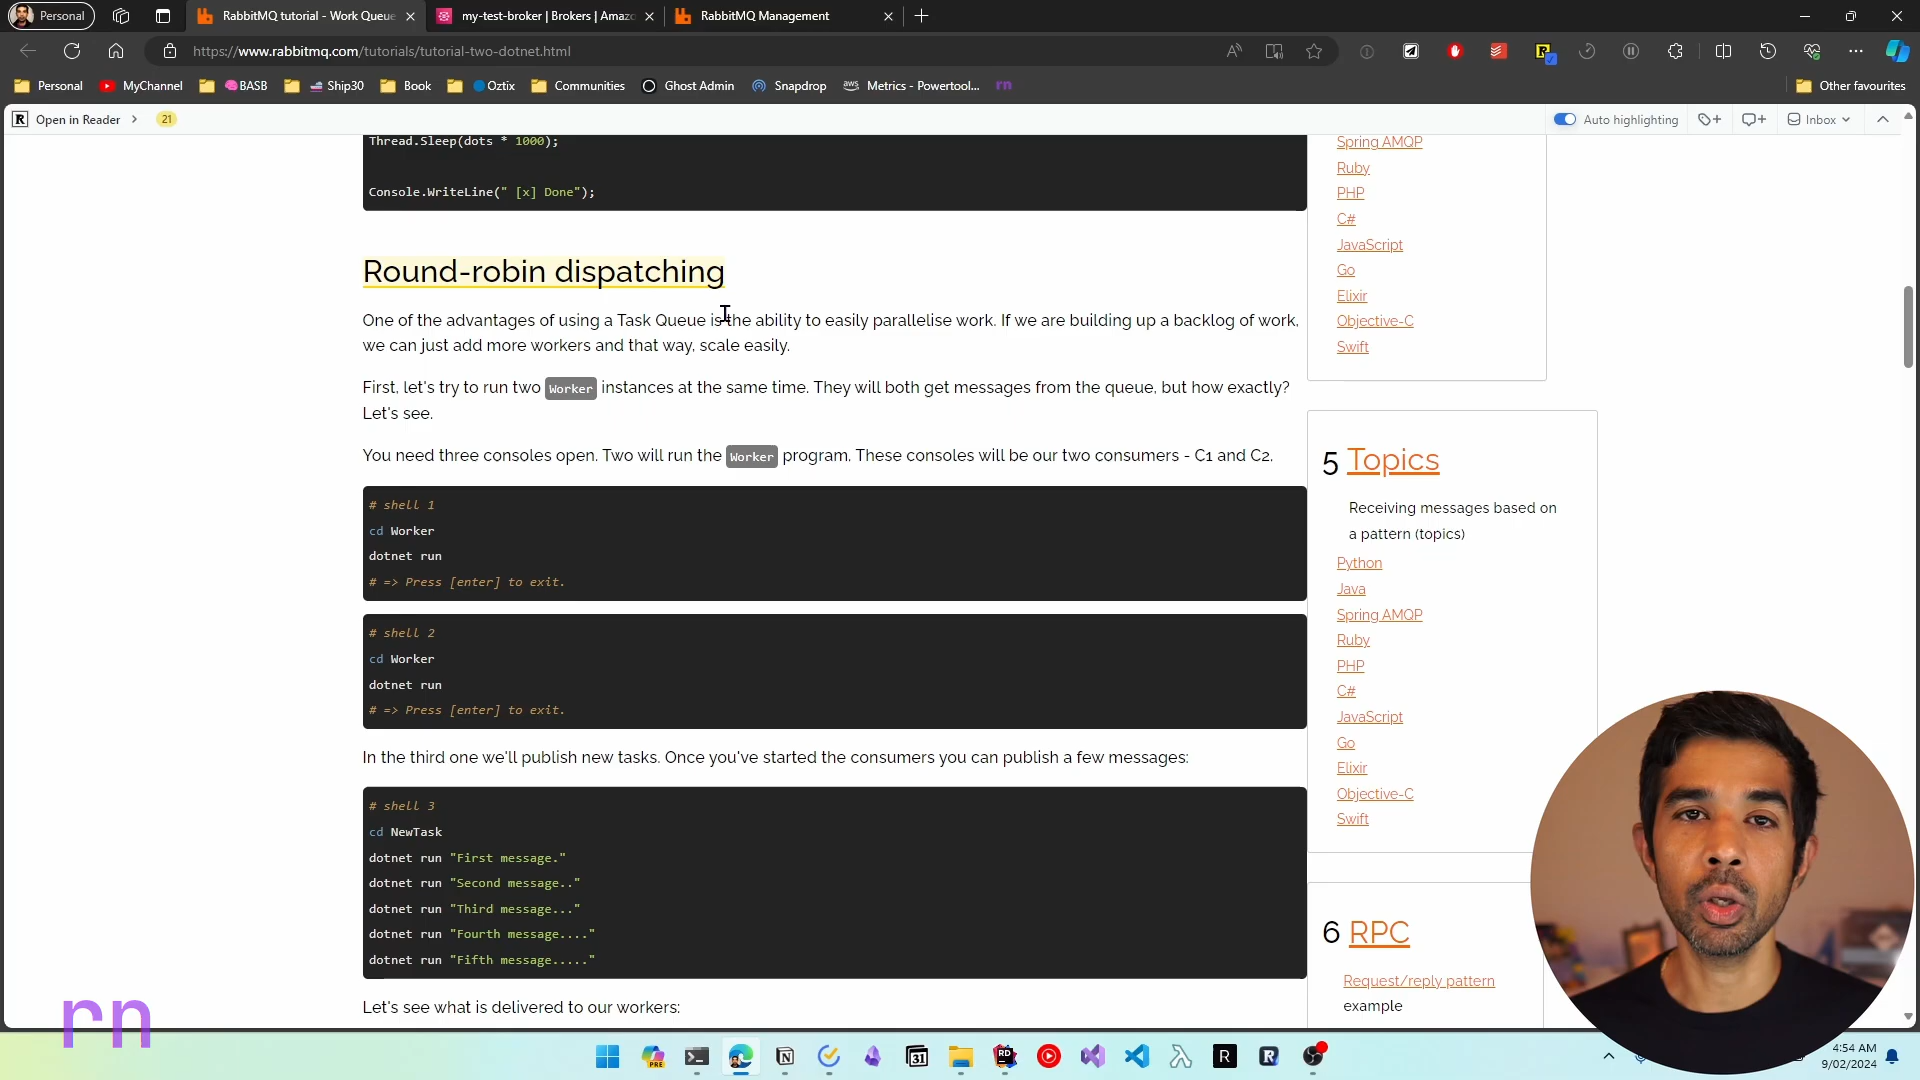 Personal
RabbitMQ tutorial - Work Queue
my-test-broker | Brokers | Amazo
RabbitMQ Management
https://www.rabbitmq.com/tutorials/tutorial-two-dotnet.html
Personal
MyChannel
BASB
Ship30
Book
Oztix
Communities
Ghost Admin
Snapdrop
aws
Metrics - Powertool...
rn
Other favourites
R
Open in Reader
21
Auto highlighting
Inbox
Thread.Sleep(dots * 1000);
Console.WriteLine(" [x] Done");
Round-robin dispatching
One of the advantages of using a Task Queue is the ability to easily parallelise work. If we are building up a backlog of work,
we can just add more workers and that way, scale easily.
First, let's try to run two Worker instances at the same time. They will both get messages from the queue, but how exactly?
Let's see.
You need three consoles open. Two will run the Worker program. These consoles will be our two consumers - C1 and C2.
# shell 1
cd Worker
dotnet run
# => Press [enter] to exit.
# shell 2
cd Worker
dotnet run
# => Press [enter] to exit.
In the third one we'll publish new tasks. Once you've started the consumers you can publish a few messages:
# shell 3
cd NewTask
dotnet run "First message."
dotnet run "Second message.."
dotnet run "Third message..."
dotnet run "Fourth message...."
dotnet run "Fifth message....."
Let's see what is delivered to our workers:
Spring AMQP
Ruby
PHP
C#
JavaScript
Go
Elixir
Objective-C
Swift
5 Topics
Receiving messages based on
a pattern (topics)
Python
Java
Spring AMQP
Ruby
PHP
C#
JavaScript
Go
Elixir
Objective-C
Swift
6 RPC
Request/reply pattern
example
rn
PRE
31
RD
R
R
4:54 AM
9/02/2024